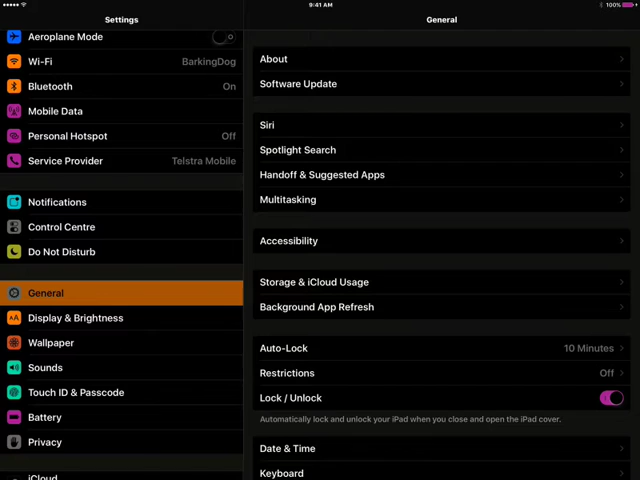 9:41 AM
100%
Settings
General
Aeroplane Mode
Wi-Fi BarkingDog
Bluetooth On
Mobile Data
Personal Hotspot Off
Service Provider Telstra Mobile
Notifications
Control Centre
Do Not Disturb
General
AA Display & Brightness
Wallpaper
Sounds
Touch ID & Passcode
Battery
Privacy
iCloud
About
Software Update
Siri
Spotlight Search
Handoff & Suggested Apps
Multitasking
Accessibility
Storage & iCloud Usage
Background App Refresh
Auto-Lock 10 Minutes
Restrictions Off
Lock / Unlock
Automatically lock and unlock your iPad when you close and open the iPad cover.
Date & Time
Keyboard